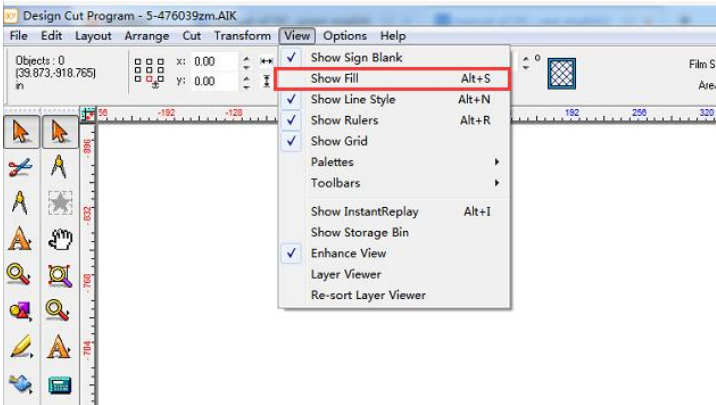 Design Cut Program - 5-476039zm.AIK
File Edit Layout Arrange Cut Transform View Options Help
Objects : 0
(39.873,-918.765)
in
x: 0.00
y: 0.00
Show Sign Blank
Show Fill Alt+S
Show Line Style Alt+N
Show Rulers Alt+R
Show Grid
Palettes
Toolbars
Show InstantReplay Alt+I
Show Storage Bin
Enhance View
Layer Viewer
Re-sort Layer Viewer
Film S
Area
56 -192 -128 192 256 320
-896
-832
-768
-704